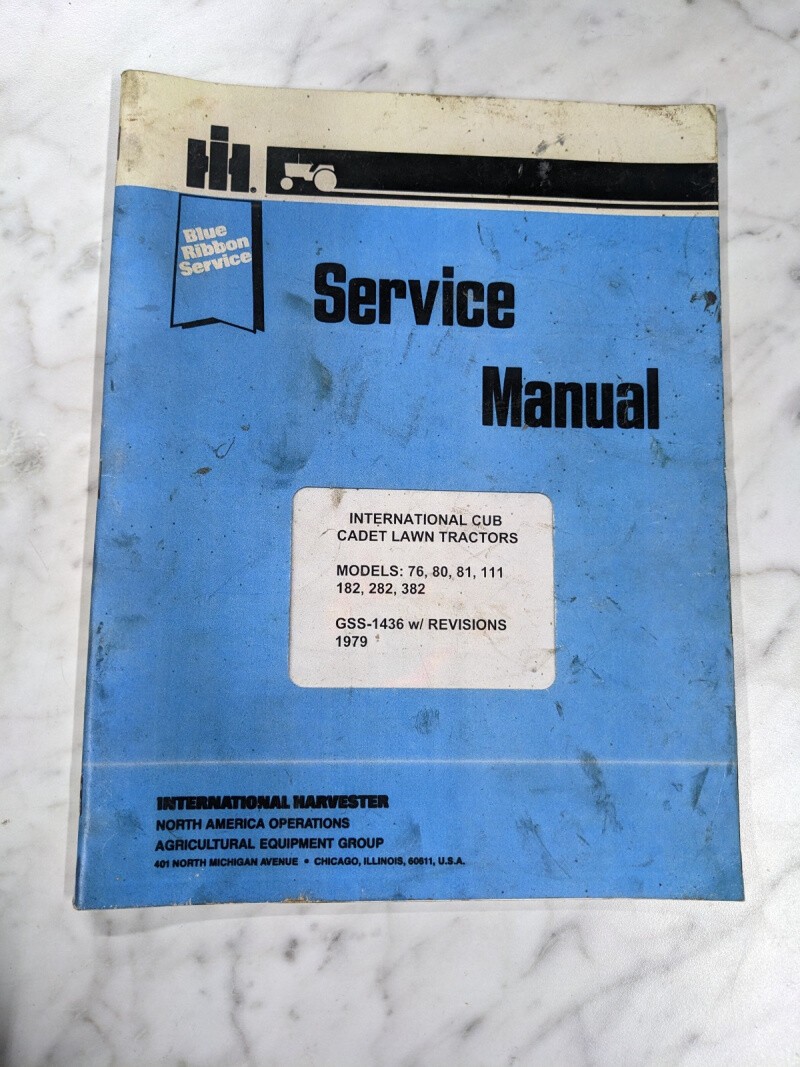 IH.
Blue
Ribbon
Service
Service
Manual
INTERNATIONAL CUB
CADET LAWN TRACTORS
MODELS: 76, 80, 81, 111
182, 282, 382
GSS-1436 w/ REVISIONS
1979
INTERNATIONAL HARVESTER
NORTH AMERICA OPERATIONS
AGRICULTURAL EQUIPMENT GROUP
401 NORTH MICHIGAN AVENUE • CHICAGO, ILLINOIS, 60611, U.S.A.